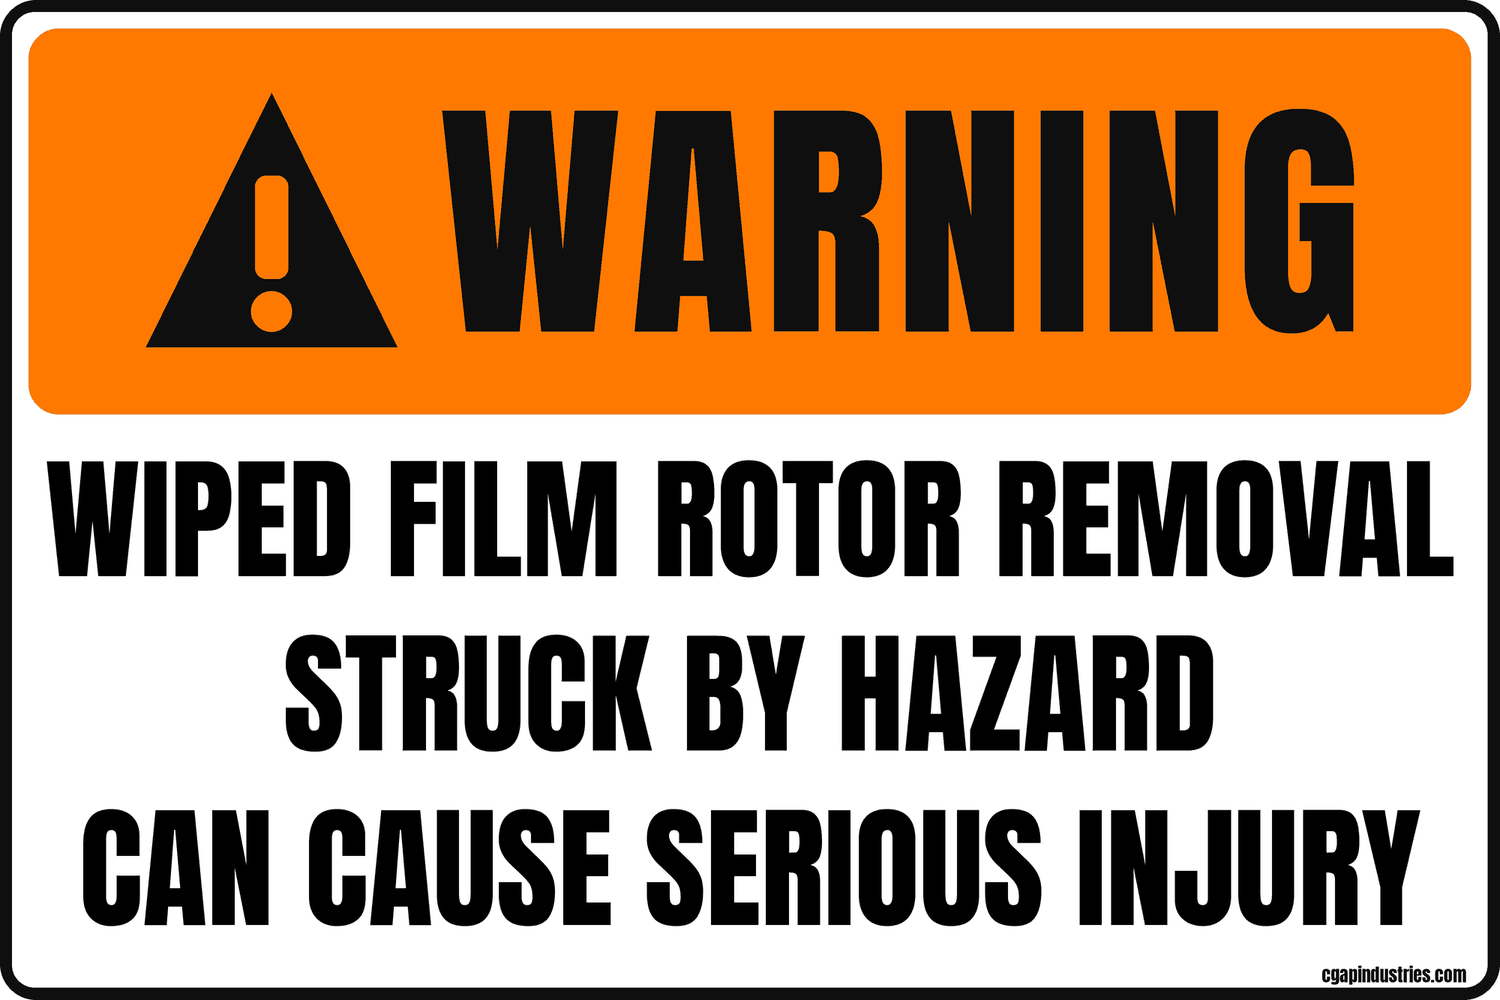 WARNING
WIPED FILM ROTOR REMOVAL
STRUCK BY HAZARD
CAN CAUSE SERIOUS INJURY
cgapindustries.com